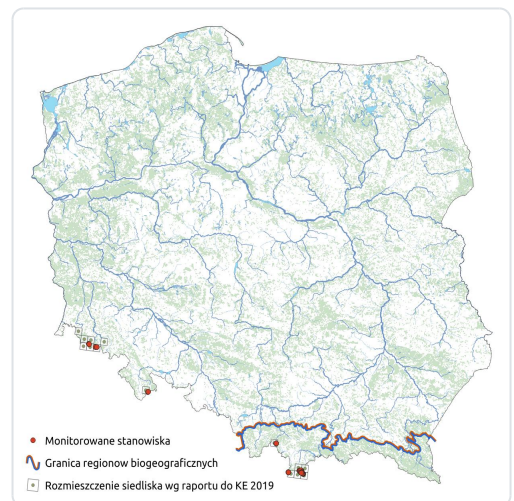 Monitorowane stanowiska
Granica regionow biogeograficznych
Rozmieszczenie siedliska wg raportu do KE 2019